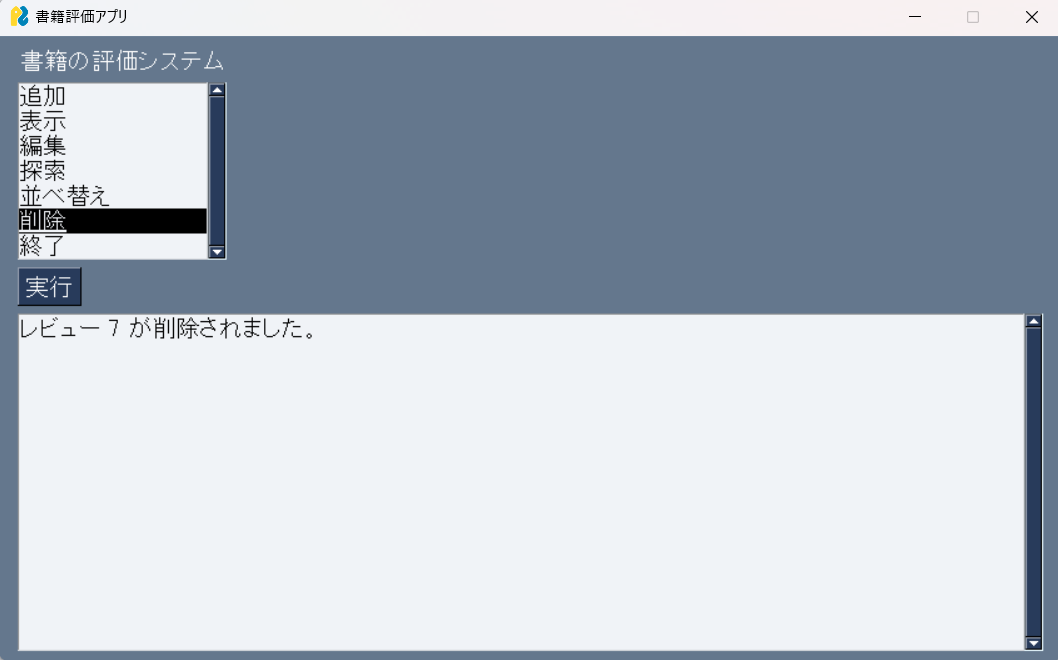 書籍評価アプリ
書籍の評価システム
追加
表示
編集
探索
並べ替え
削除
終了
実行
レビュー 7 が削除されました。